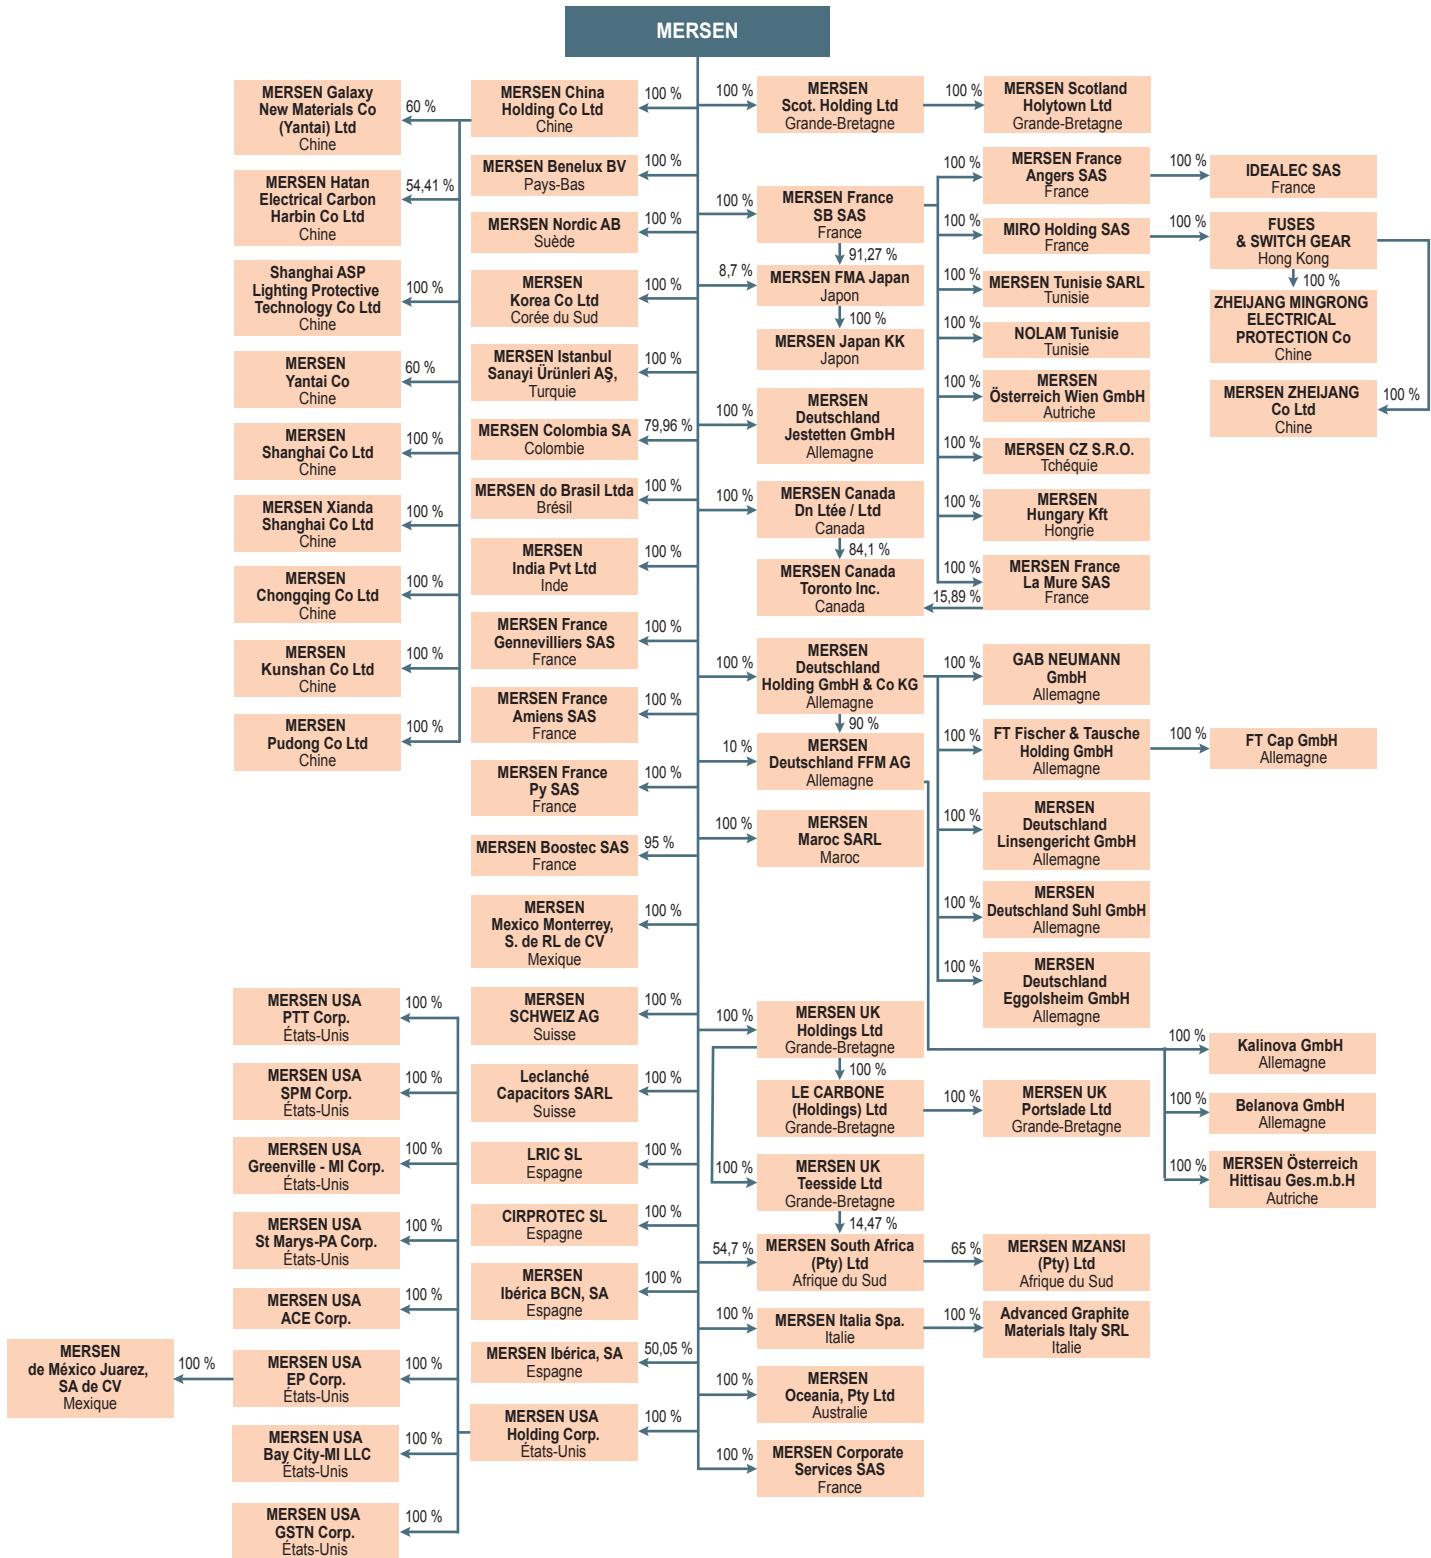 MERSEN
MERSEN Galaxy
New Materials Co
(Yantai) Ltd
Chine
60 %
MERSEN Hatan
Electrical Carbon
Harbin Co Ltd
Chine
54,41 %
Shanghai ASP
Lighting Protective
Technology Co Ltd
Chine
100 %
MERSEN
Yantai Co
Chine
60 %
MERSEN
Shanghai Co Ltd
Chine
100 %
MERSEN Xianda
Shanghai Co Ltd
Chine
100 %
MERSEN
Chongqing Co Ltd
Chine
100 %
MERSEN
Kunshan Co Ltd
Chine
100 %
MERSEN
Pudong Co Ltd
Chine
100 %
MERSEN USA
PTT Corp.
États-Unis
100 %
MERSEN USA
SPM Corp.
États-Unis
100 %
MERSEN USA
Greenville - MI Corp.
États-Unis
100 %
MERSEN USA
St Marys-PA Corp.
États-Unis
100 %
MERSEN USA
ACE Corp.
100 %
MERSEN
de México Juarez,
SA de CV
Mexique
100 %
MERSEN USA
EP Corp.
États-Unis
100 %
MERSEN USA
Bay City-MI LLC
États-Unis
100 %
MERSEN USA
GSTN Corp.
États-Unis
100 %
MERSEN China
Holding Co Ltd
Chine
100 %
MERSEN Benelux BV
Pays-Bas
100 %
MERSEN Nordic AB
Suède
100 %
MERSEN
Korea Co Ltd
Corée du Sud
100 %
MERSEN Istanbul
Sanayi Ürünleri AŞ,
Turquie
100 %
MERSEN Colombia SA
Colombie
79,96 %
MERSEN do Brasil Ltda
Brésil
100 %
MERSEN
India Pvt Ltd
Inde
100 %
MERSEN France
Gennevilliers SAS
France
100 %
MERSEN France
Amiens SAS
France
100 %
MERSEN France
Py SAS
France
100 %
MERSEN Boostec SAS
France
95 %
MERSEN
Mexico Monterrey,
S. de RL de CV
Mexique
100 %
MERSEN
SCHWEIZ AG
Suisse
100 %
Leclanché
Capacitors SARL
Suisse
100 %
LRIC SL
Espagne
100 %
CIRPROTEC SL
Espagne
100 %
MERSEN
Ibérica BCN, SA
Espagne
100 %
MERSEN Ibérica, SA
Espagne
50,05 %
MERSEN USA
Holding Corp.
États-Unis
100 %
100 %
MERSEN
Scot. Holding Ltd
Grande-Bretagne
100 %
MERSEN Scotland
Holytown Ltd
Grande-Bretagne
100 %
MERSEN France
SB SAS
France
91,27 %
8,7 %
MERSEN FMA Japan
Japon
100 %
MERSEN Japan KK
Japon
100 %
MERSEN
Deutschland
Jestetten GmbH
Allemagne
100 %
MERSEN Canada
Dn Ltée / Ltd
Canada
84,1 %
MERSEN Canada
Toronto Inc.
Canada
15,89 %
100 %
MERSEN
Deutschland
Holding GmbH & Co KG
Allemagne
90 %
10 %
MERSEN
Deutschland FFM AG
Allemagne
100 %
MERSEN
Maroc SARL
Maroc
100 %
MERSEN UK
Holdings Ltd
Grande-Bretagne
100 %
LE CARBONE
(Holdings) Ltd
Grande-Bretagne
100 %
MERSEN UK
Portslade Ltd
Grande-Bretagne
100 %
MERSEN UK
Teesside Ltd
Grande-Bretagne
14,47 %
54,7 %
MERSEN South Africa
(Pty) Ltd
Afrique du Sud
65 %
MERSEN MZANSI
(Pty) Ltd
Afrique du Sud
100 %
MERSEN Italia Spa.
Italie
100 %
Advanced Graphite
Materials Italy SRL
Italie
100 %
MERSEN
Oceania, Pty Ltd
Australie
100 %
MERSEN Corporate
Services SAS
France
100 %
MERSEN France
Angers SAS
France
100 %
IDEALEC SAS
France
100 %
MIRO Holding SAS
France
100 %
FUSES
& SWITCH GEAR
Hong Kong
100 %
ZHEIJANG MINGRONG
ELECTRICAL
PROTECTION Co
Chine
MERSEN ZHEIJANG
Co Ltd
Chine
100 %
100 %
MERSEN Tunisie SARL
Tunisie
100 %
NOLAM Tunisie
Tunisie
100 %
MERSEN
Österreich Wien GmbH
Autriche
100 %
MERSEN CZ S.R.O.
Tchéquie
100 %
MERSEN
Hungary Kft
Hongrie
100 %
MERSEN France
La Mure SAS
France
100 %
GAB NEUMANN
GmbH
Allemagne
100 %
FT Fischer & Tausche
Holding GmbH
Allemagne
100 %
FT Cap GmbH
Allemagne
100 %
MERSEN
Deutschland
Linsengericht GmbH
Allemagne
100 %
MERSEN
Deutschland Suhl GmbH
Allemagne
100 %
MERSEN
Deutschland
Eggolsheim GmbH
Allemagne
100 %
Kalinova GmbH
Allemagne
100 %
Belanova GmbH
Allemagne
100 %
MERSEN Österreich
Hittisau Ges.m.b.H
Autriche